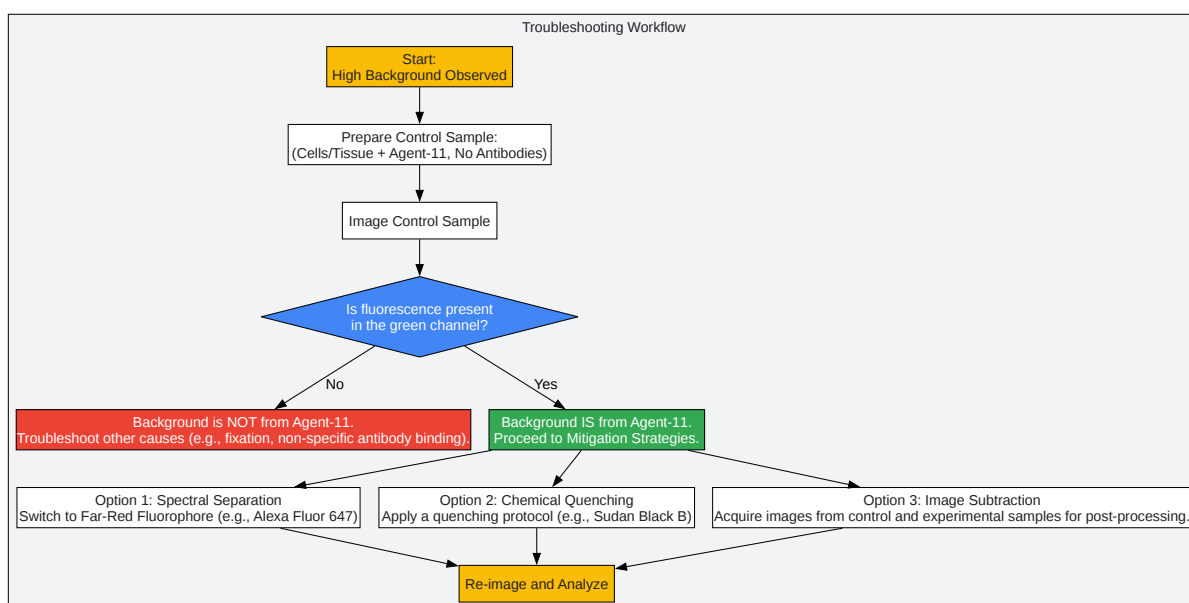 Troubleshooting Workflow
Start:
High Background Observed
Prepare Control Sample:
(Cells/Tissue + Agent-11, No Antibodies)
Image Control Sample
Is fluorescence present
in the green channel?
No
Yes
Background is NOT from Agent-11.
Troubleshoot other causes (e.g., fixation, non-specific antibody binding).
Background IS from Agent-11.
Proceed to Mitigation Strategies.
Option 1: Spectral Separation
Switch to Far-Red Fluorophore (e.g., Alexa Fluor 647)
Option 2: Chemical Quenching
Apply a quenching protocol (e.g., Sudan Black B)
Option 3: Image Subtraction
Acquire images from control and experimental samples for post-processing.
Re-image and Analyze